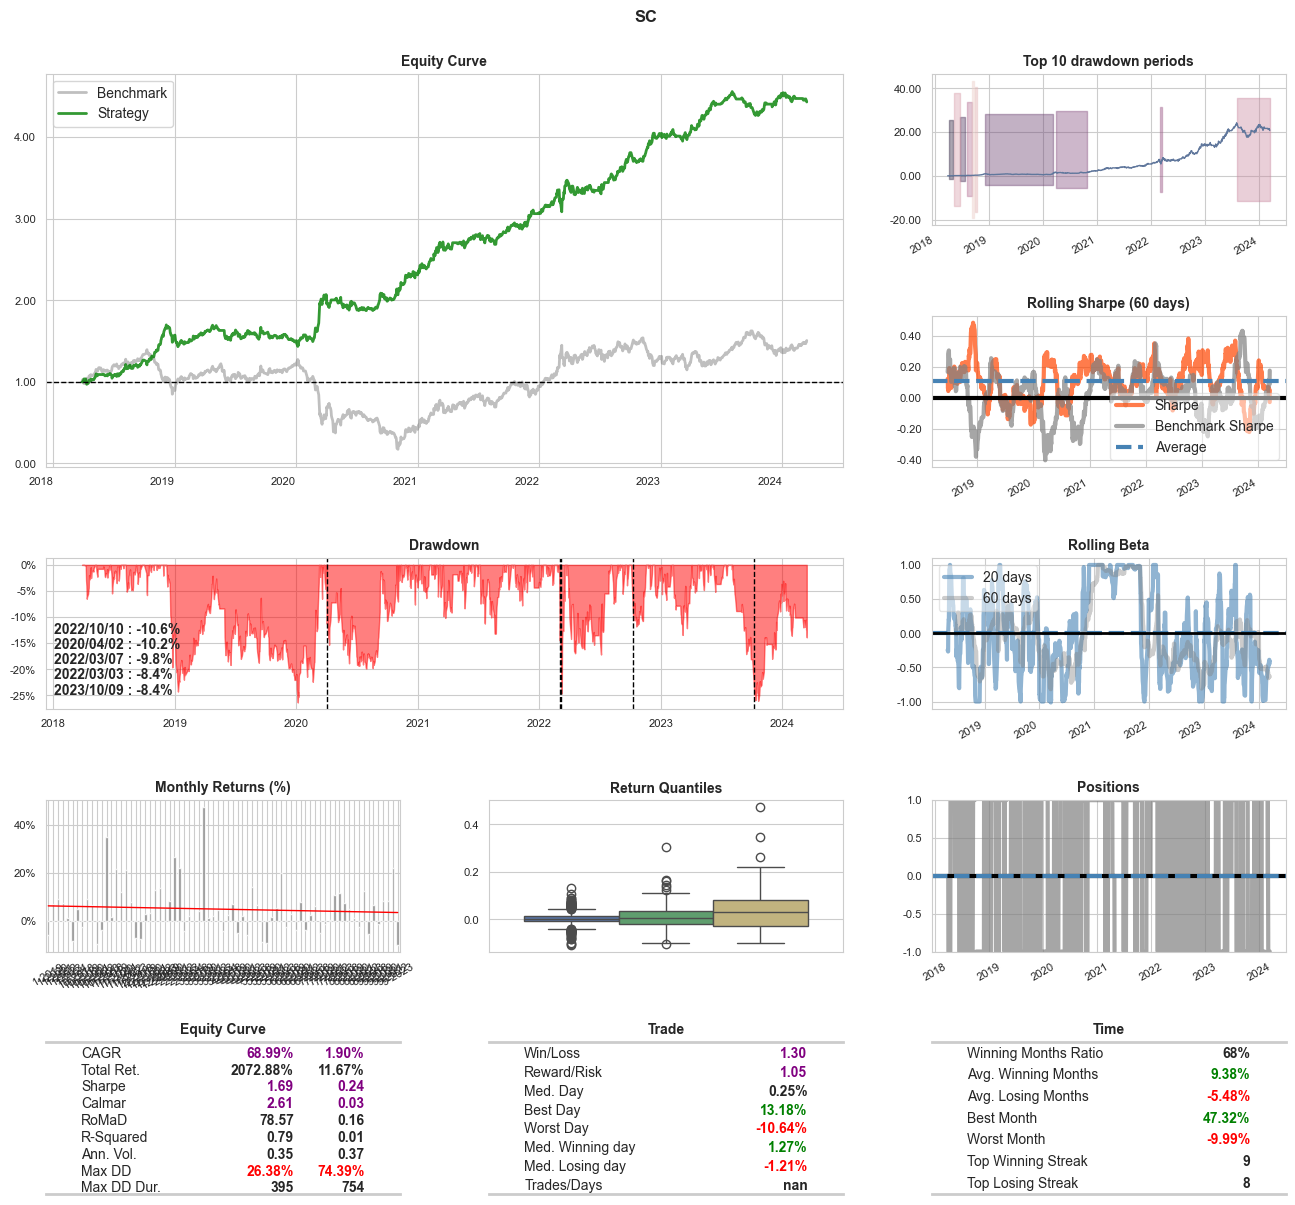 SC
Equity Curve
Benchmark
Strategy
4.00
3.00
2.00
1.00
0.00
2018 2019 2020 2021 2022 2023 2024
Top 10 drawdown periods
40.00
20.00
0.00
-20.00
2018 2019 2020 2021 2022 2023 2024
Rolling Sharpe (60 days)
0.40
0.20
0.00
-0.20
-0.40
Sharpe
Benchmark Sharpe
Average
2019 2020 2021 2022 2023 2024
Drawdown
0%
-5%
-10%
-15%
-20%
-25%
2022/10/10 : -10.6%
2020/04/02 : -10.2%
2022/03/07 : -9.8%
2022/03/03 : -8.4%
2023/10/09 : -8.4%
2018 2019 2020 2021 2022 2023 2024
Rolling Beta
1.00
0.50
0.00
-0.50
-1.00
20 days
60 days
2019 2020 2021 2022 2023 2024
Monthly Returns (%)
40%
20%
0%
Return Quantiles
0.4
0.2
0.0
Positions
1.0
0.5
0.0
-0.5
-1.0
2018 2019 2020 2021 2022 2023 2024
Equity Curve
CAGR 68.99% 1.90%
Total Ret. 2072.88% 11.67%
Sharpe 1.69 0.24
Calmar 2.61 0.03
RoMaD 78.57 0.16
R-Squared 0.79 0.01
Ann. Vol. 0.35 0.37
Max DD 26.38% 74.39%
Max DD Dur. 395 754
Trade
Win/Loss 1.30
Reward/Risk 1.05
Med. Day 0.25%
Best Day 13.18%
Worst Day -10.64%
Med. Winning day 1.27%
Med. Losing day -1.21%
Trades/Days nan
Time
Winning Months Ratio 68%
Avg. Winning Months 9.38%
Avg. Losing Months -5.48%
Best Month 47.32%
Worst Month -9.99%
Top Winning Streak 9
Top Losing Streak 8